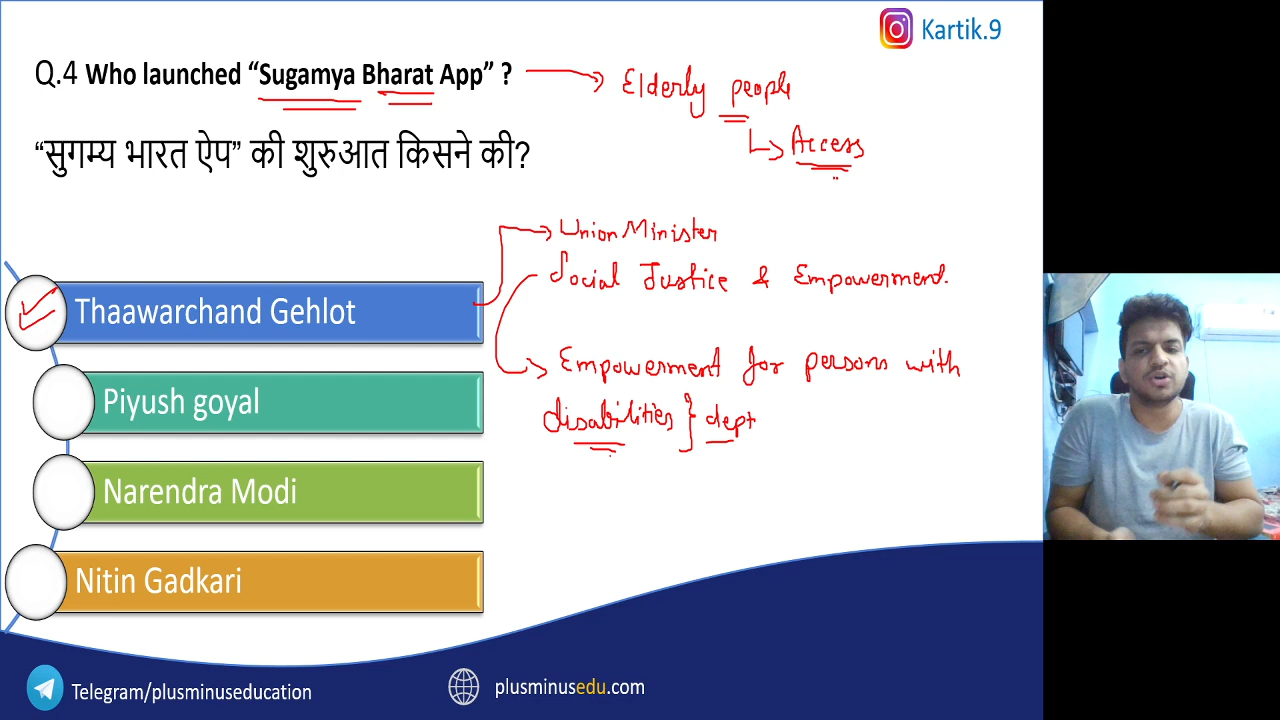 Kartik.9
Q.4 Who launched “Sugamya Bharat App” ?
Elderly people
Access
“सुगम्य भारत ऐप” की शुरुआत किसने की?
Union Minister
Social Justice & Empowerment.
Thaawarchand Gehlot
Empowerment for persons with
disabilities } dept
Piyush goyal
Narendra Modi
Nitin Gadkari
Telegram/plusminuseducation
plusminusedu.com